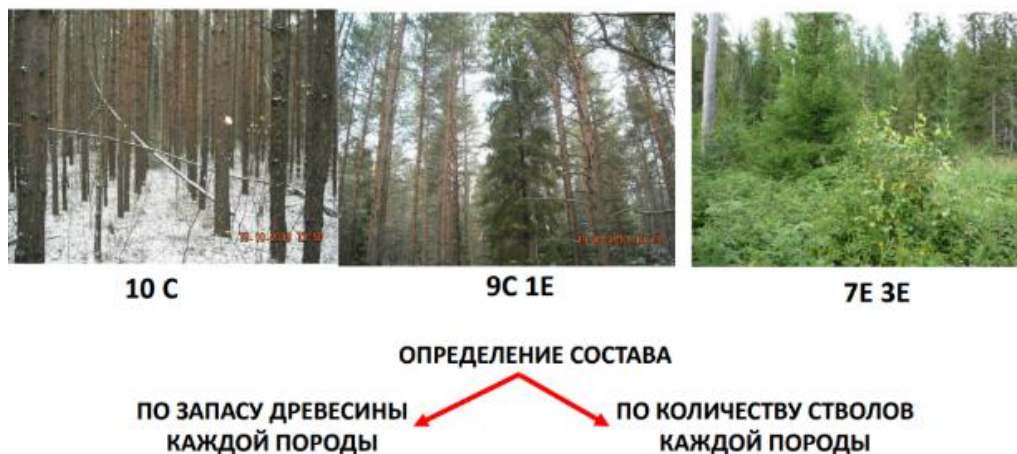 10 С
9С 1Е
7Е 3Е
ОПРЕДЕЛЕНИЕ СОСТАВА
ПО ЗАПАСУ ДРЕВЕСИНЫ
КАЖДОЙ ПОРОДЫ
ПО КОЛИЧЕСТВУ СТВОЛОВ
КАЖДОЙ ПОРОДЫ